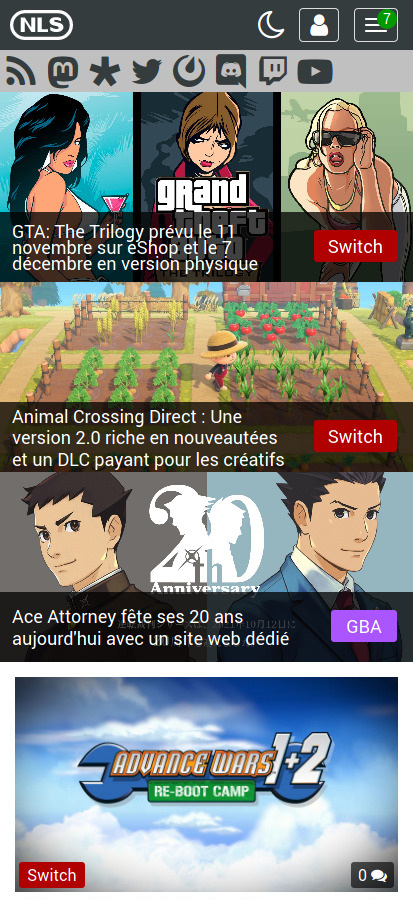 NLS
7
grand
theft
GTA: The Trilogy prévu le 11
novembre sur eShop et le 7
décembre en version physique
Switch
Animal Crossing Direct : Une
version 2.0 riche en nouveautées
et un DLC payant pour les créatifs
Switch
20th
Anniversary
Ace Attorney fête ses 20 ans
aujourd'hui avec un site web dédié
GBA
ADVANCE WARS 1+2
RE-BOOT CAMP
Switch
0